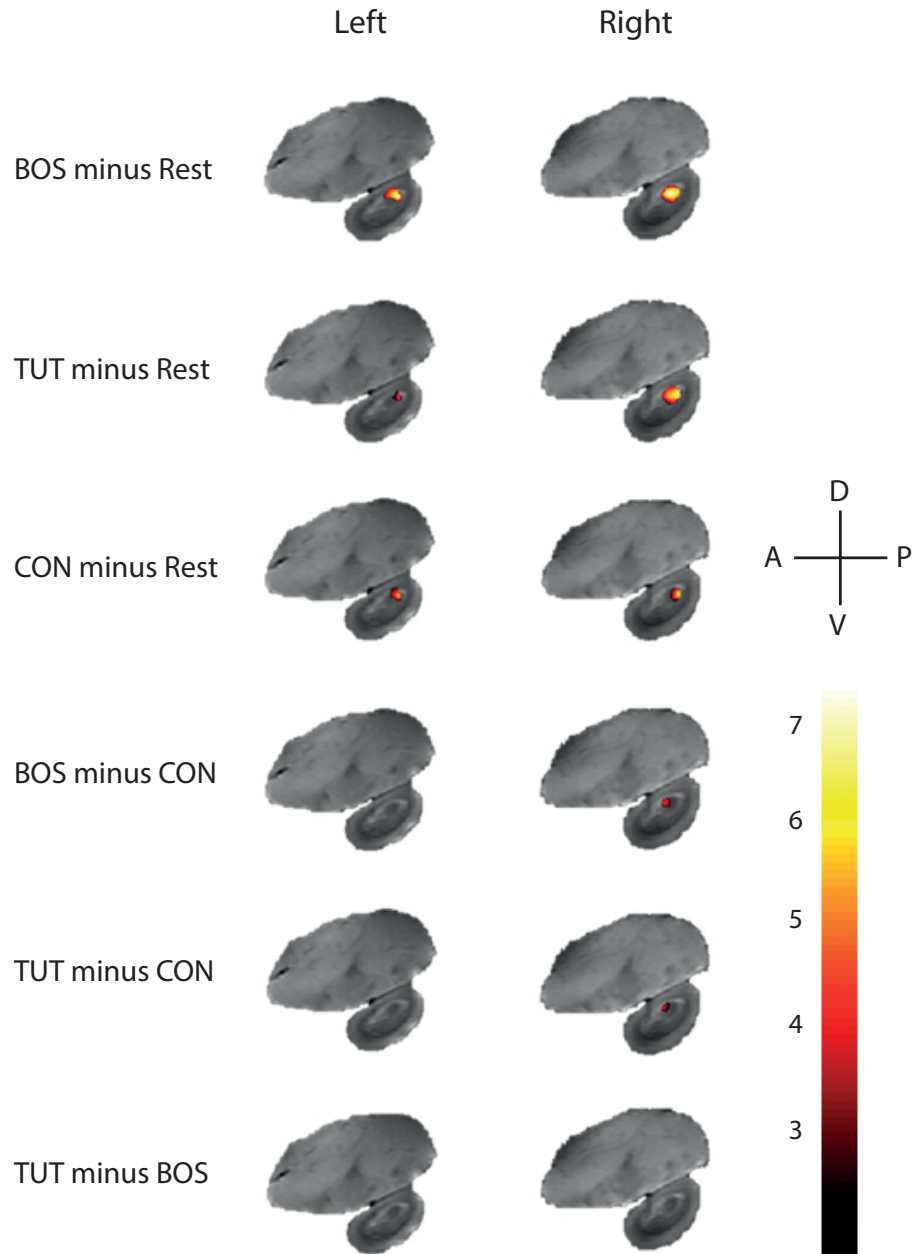 Left Right
BOS minus Rest
TUT minus Rest
CON minus Rest
D
A P
V
BOS minus CON
7
6
TUT minus CON
5
4
3
TUT minus BOS